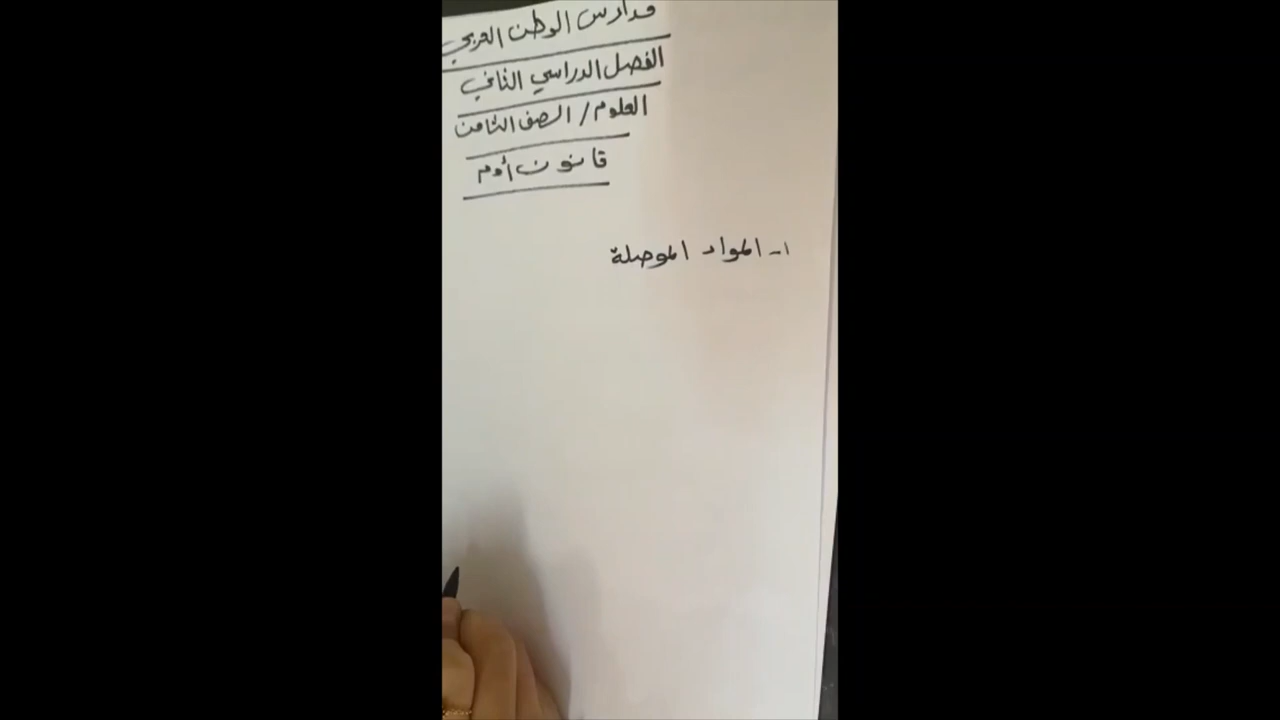 مدارس الوطن العربي
الفصل الدراسي الثاني
العلوم / الصف الثامن
قانون أوم
١- المواد الموصلة